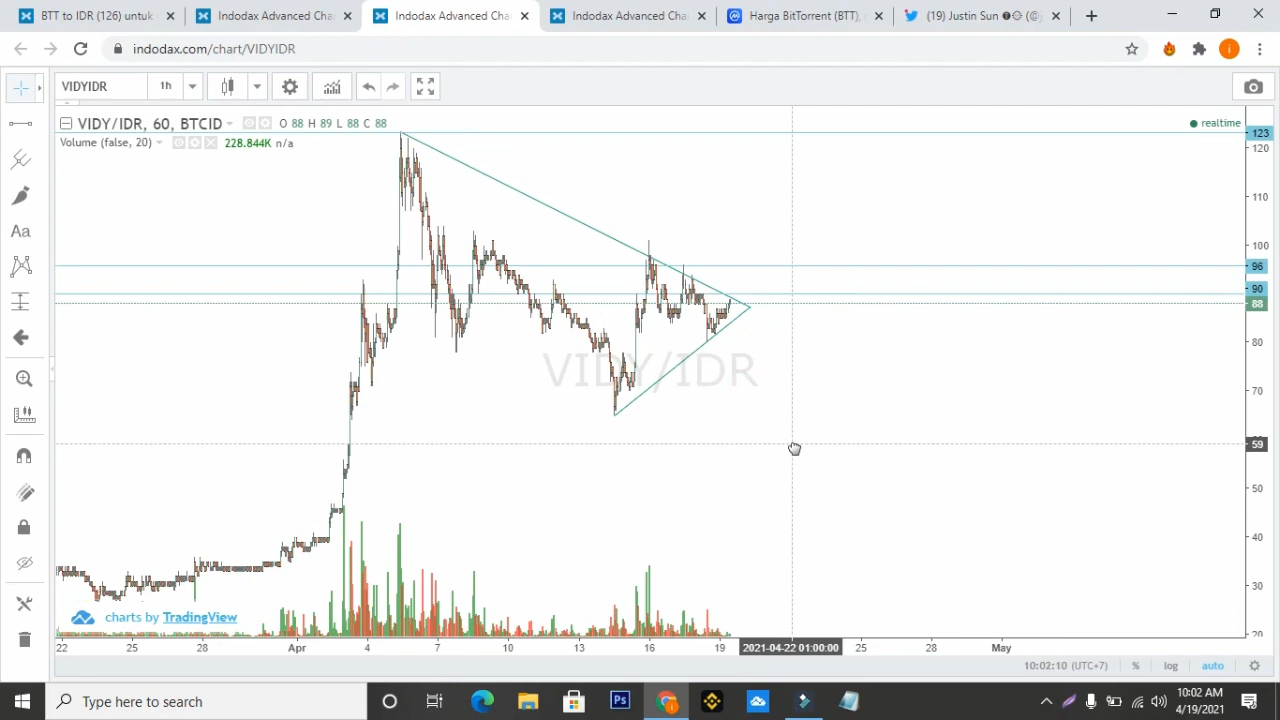 BTT to IDR (126) untuk
Indodax Advanced Cha
Indodax Advanced Cha
Indodax Advanced Cha
Harga BitTorrent (BTT),
(19) Justin Sun
indodax.com/chart/VIDYIDR
VIDYIDR
1h
VIDY/IDR, 60, BTCID
O 88 H 89 L 88 C 88
realtime
Volume (false, 20)
228.844K n/a
123
120
110
100
96
90
88
80
70
59
50
40
30
20
VIDY/IDR
Aa
charts by TradingView
22
25
28
Apr
4
7
10
13
16
19
2021-04-22 01:00:00
25
28
May
10:02:10 (UTC+7)
%
log
auto
Type here to search
Ps
10:02 AM
4/19/2021